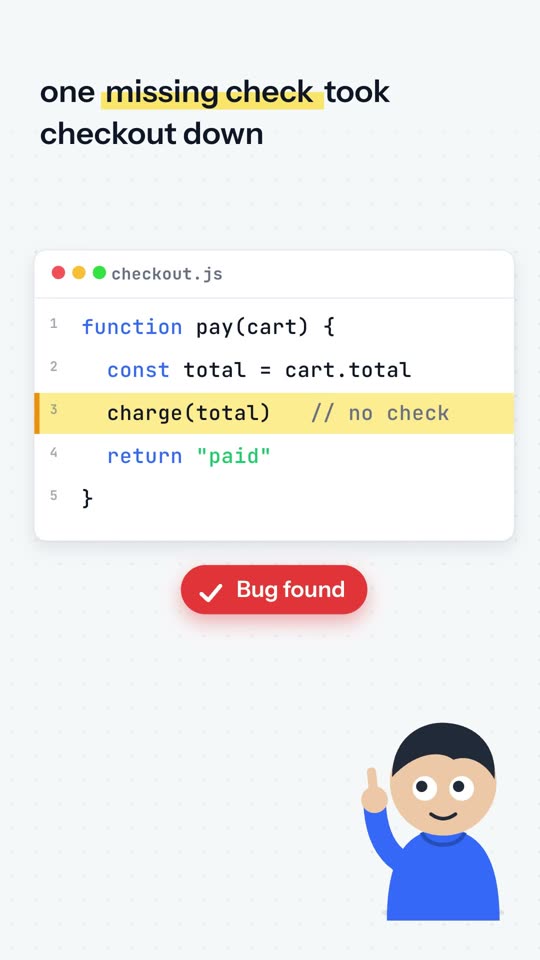 one missing check took
checkout down
checkout.js
1 function pay(cart) {
2 const total = cart.total
3 charge(total) // no check
4 return "paid"
5 }
Bug found